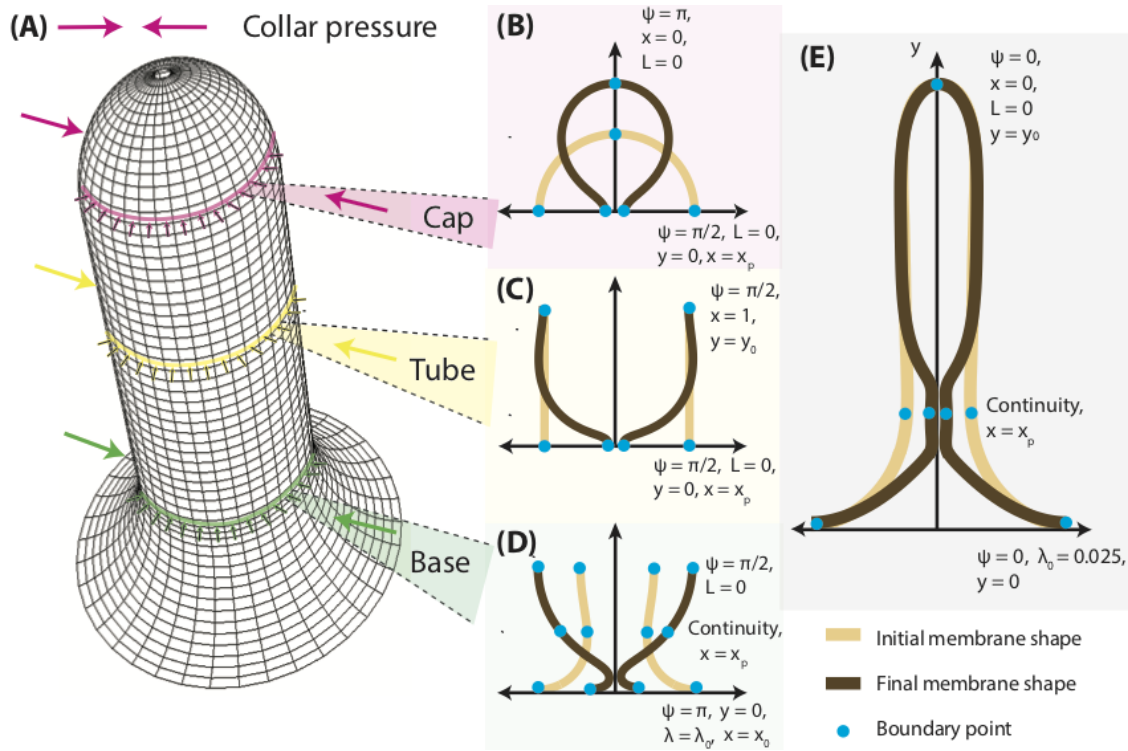 (A)
Collar pressure
Cap
Tube
Base
(B)
ψ = π,
x = 0,
L = 0
ψ = π/2, L = 0,
y = 0, x = xₚ
(C)
ψ = π/2,
x = 1,
y = y₀
ψ = π/2, L = 0,
y = 0, x = xₚ
(D)
ψ = π/2,
L = 0
Continuity,
x = xₚ
ψ = π, y = 0,
λ = λ₀, x = x₀
(E)
y
ψ = 0,
x = 0,
L = 0
y = y₀
Continuity,
x = xₚ
ψ = 0, λ₀ = 0.025,
y = 0
Initial membrane shape
Final membrane shape
Boundary point